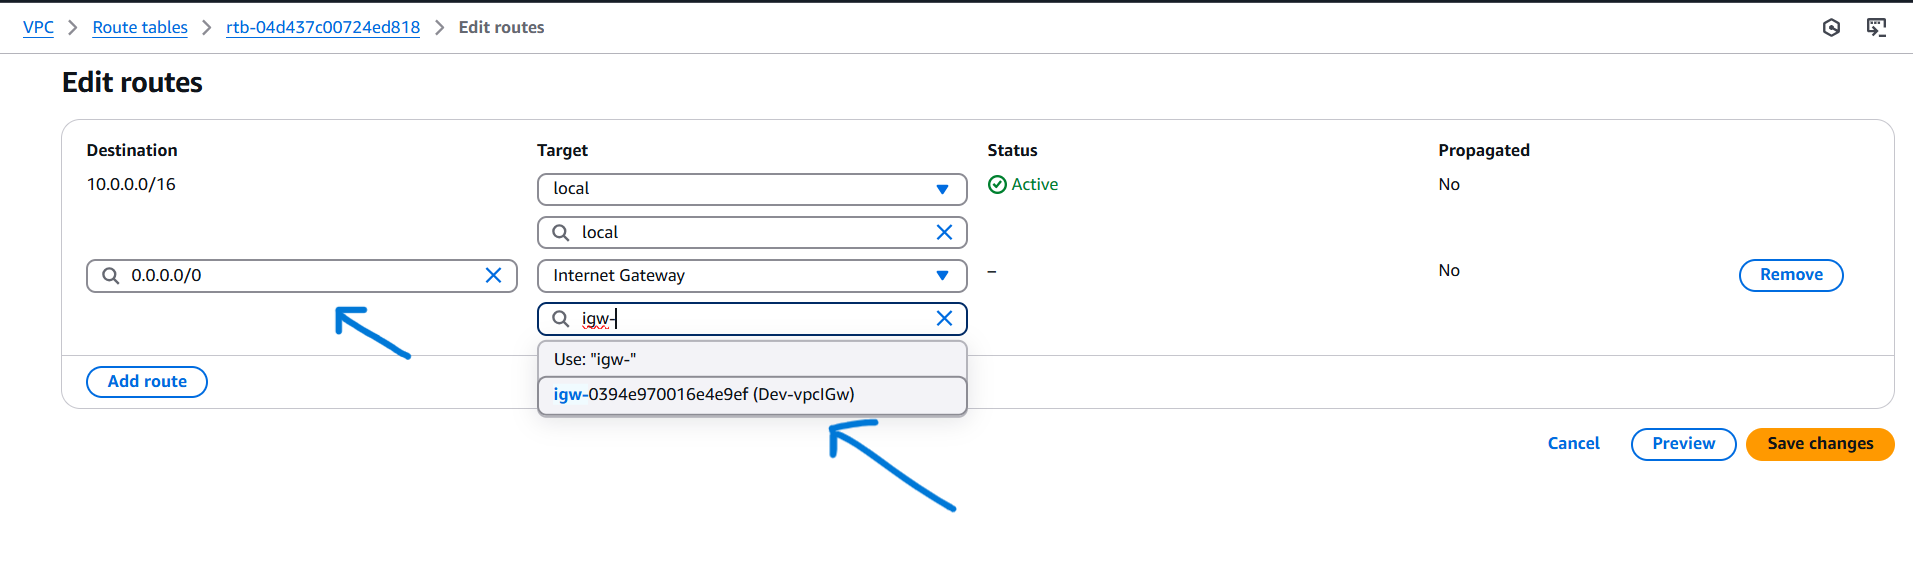 VPC > Route tables > rtb-04d437c00724ed818 > Edit routes
Edit routes
Destination Target Status Propagated
10.0.0.0/16 local Active No
local
0.0.0.0/0 Internet Gateway – No Remove
igw-
Use: "igw-"
Add route
igw-0394e970016e4e9ef (Dev-vpcIGw)
Cancel Preview Save changes